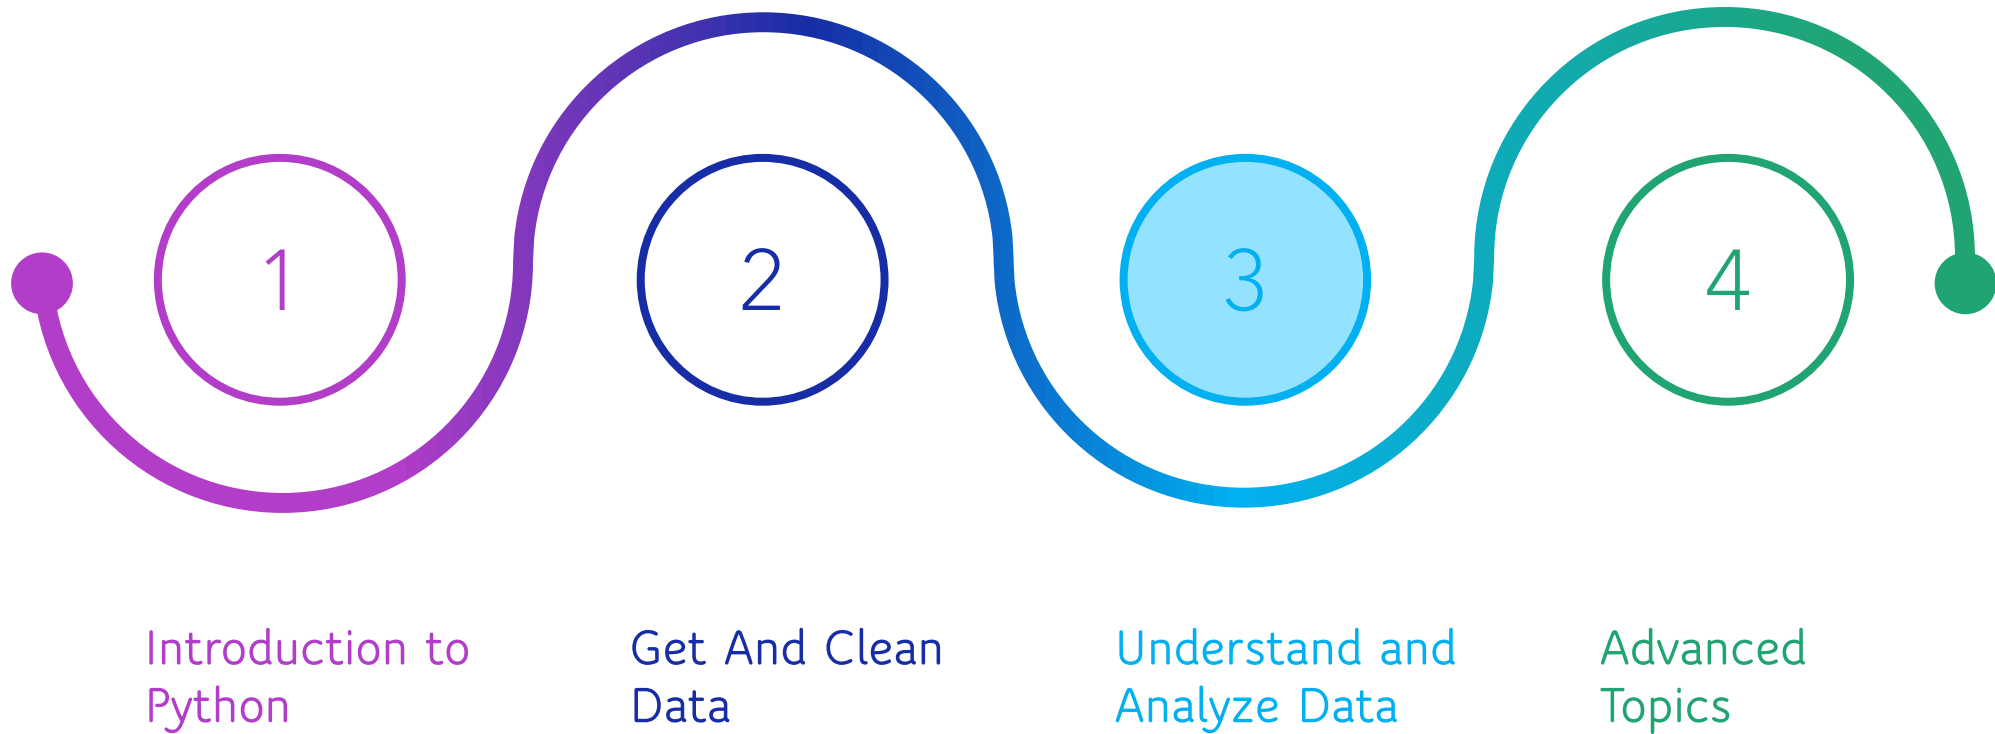 1
2
3
4
Introduction to
Python
Get And Clean
Data
Understand and
Analyze Data
Advanced
Topics